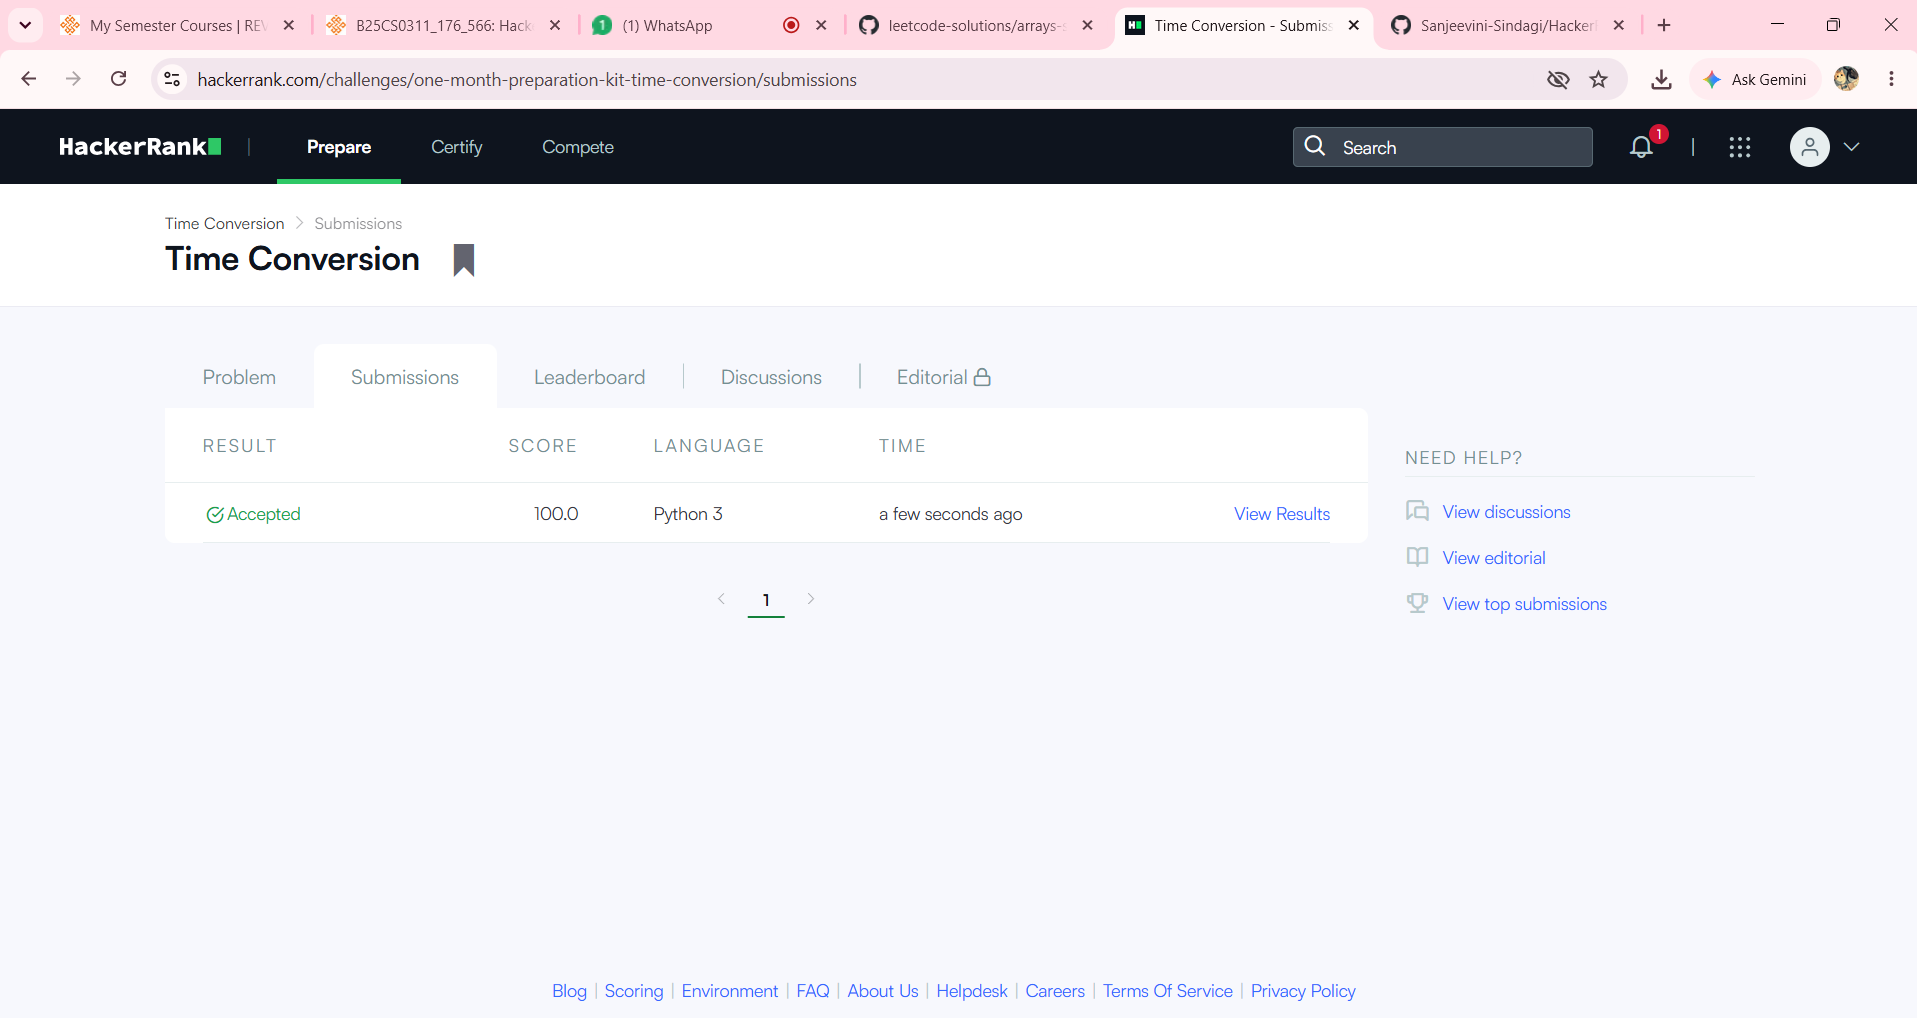 My Semester Courses | REV
B25CS0311_176_566: Hack
(1) WhatsApp
leetcode-solutions/arrays-s
Time Conversion - Submiss
Sanjeevini-Sindagi/Hacker
hackerrank.com/challenges/one-month-preparation-kit-time-conversion/submissions
Ask Gemini
HackerRank
Prepare
Certify
Compete
Search
1
Time Conversion > Submissions
Time Conversion
Problem
Submissions
Leaderboard
Discussions
Editorial
RESULT SCORE LANGUAGE TIME
Accepted 100.0 Python 3 a few seconds ago View Results
1
NEED HELP?
View discussions
View editorial
View top submissions
Blog | Scoring | Environment | FAQ | About Us | Helpdesk | Careers | Terms Of Service | Privacy Policy